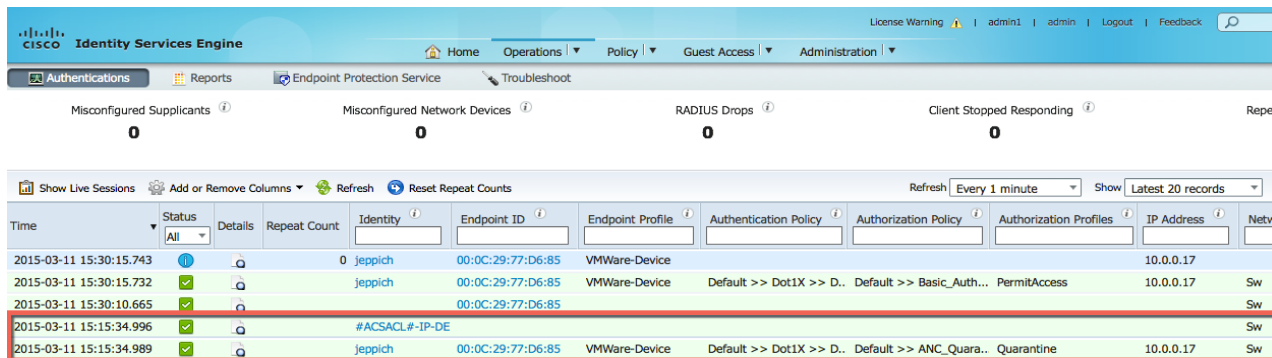 License Warning | admin1 | admin | Logout | Feedback
CISCO Identity Services Engine
Home Operations Policy Guest Access Administration
Authentications Reports Endpoint Protection Service Troubleshoot
Misconfigured Supplicants Misconfigured Network Devices RADIUS Drops Client Stopped Responding Repe
0 0 0 0
Show Live Sessions Add or Remove Columns Refresh Reset Repeat Counts Refresh Every 1 minute Show Latest 20 records
Time Status Details Repeat Count Identity Endpoint ID Endpoint Profile Authentication Policy Authorization Policy Authorization Profiles IP Address Netw
All
2015-03-11 15:30:15.743 0 jeppich 00:0C:29:77:D6:85 VMWare-Device 10.0.0.17
2015-03-11 15:30:15.732 jeppich 00:0C:29:77:D6:85 VMWare-Device Default >> Dot1X >> D.. Default >> Basic_Auth... PermitAccess 10.0.0.17 Sw
2015-03-11 15:30:10.665 00:0C:29:77:D6:85 Sw
2015-03-11 15:15:34.996 #ACSACL#-IP-DE Sw
2015-03-11 15:15:34.989 jeppich 00:0C:29:77:D6:85 VMWare-Device Default >> Dot1X >> D.. Default >> ANC_Quara... Quarantine 10.0.0.17 Sw